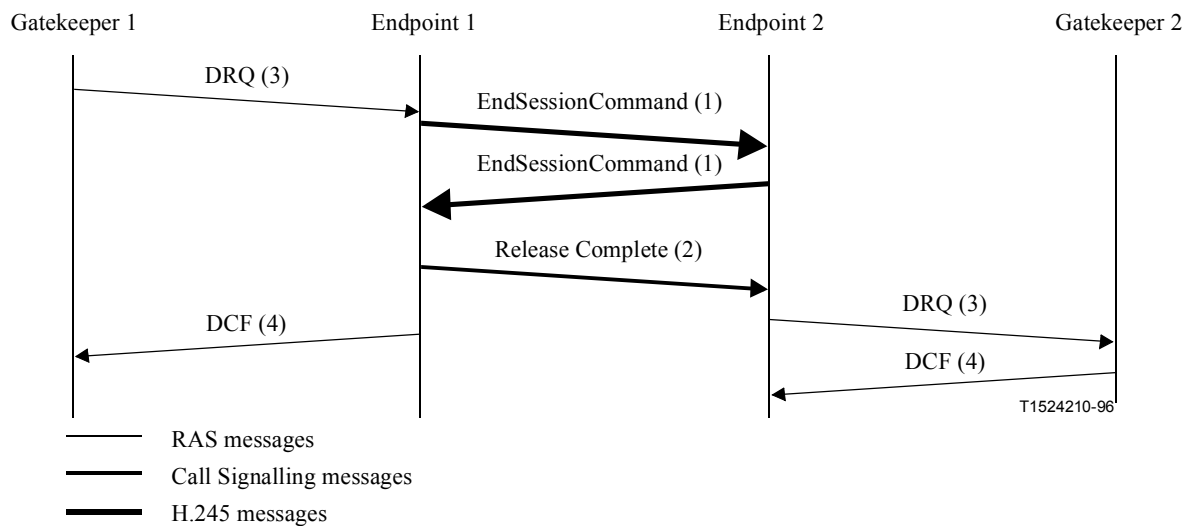 Gatekeeper 1
Endpoint 1
Endpoint 2
Gatekeeper 2
DRQ (3)
EndSessionCommand (1)
EndSessionCommand (1)
Release Complete (2)
DRQ (3)
DCF (4)
DCF (4)
T1524210-96
RAS messages
Call Signalling messages
H.245 messages